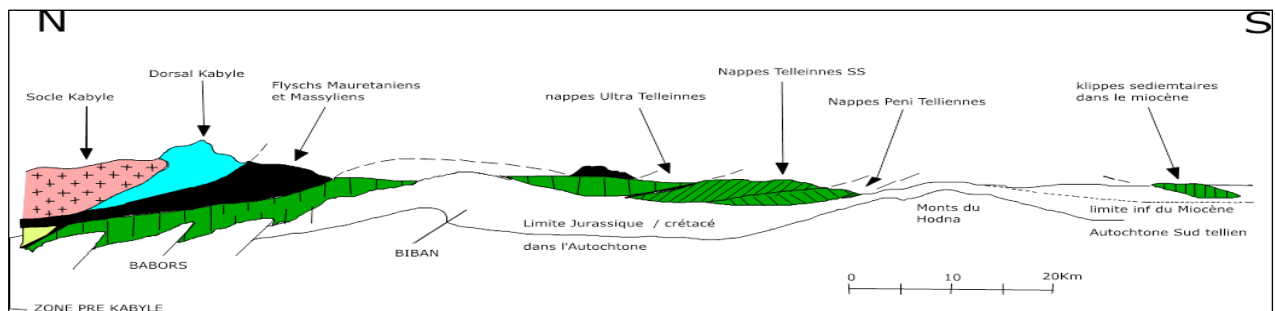 N
S
Socle Kabyle
Dorsal Kabyle
Flyschs Mauretaniens
et Massyliens
nappes Ultra Telleinnes
Nappes Telleinnes SS
Nappes Peni Telliennes
klippes sediemtaires
dans le miocène
BABORS
BIBAN
Limite Jurassique / crétacé
dans l'Autochtone
Monts du
Hodna
limite inf du Miocène
Autochtone Sud tellien
0 10 20Km
ZONE PRE KABYLE